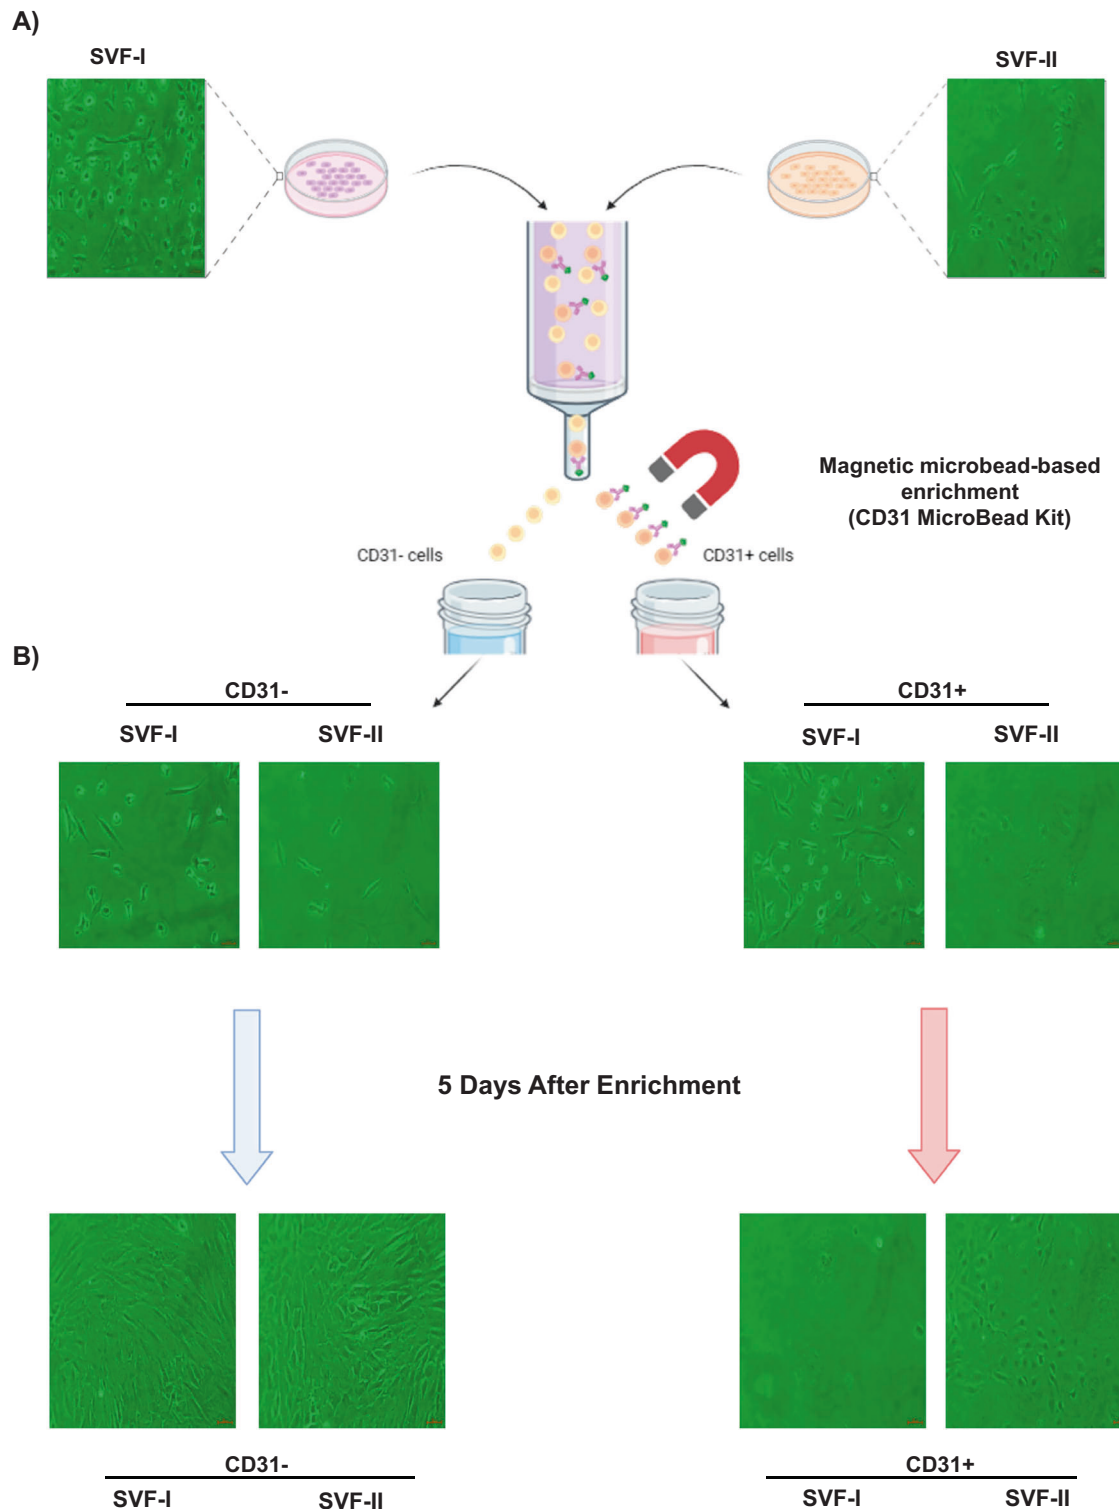 A)
SVF-I
SVF-II
Magnetic microbead-based
enrichment
(CD31 MicroBead Kit)
CD31- cells
CD31+ cells
B)
CD31-
CD31+
SVF-I
SVF-II
SVF-I
SVF-II
5 Days After Enrichment
CD31-
CD31+
SVF-I
SVF-II
SVF-I
SVF-II